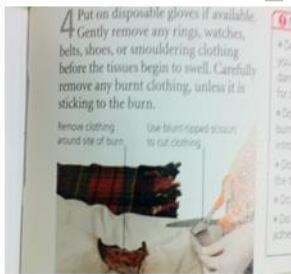 4 Put on disposable gloves if available.
Gently remove any rings, watches,
belts, shoes, or smouldering clothing
before the tissues begin to swell. Carefully
remove any burnt clothing, unless it is
sticking to the burn.
Remove clothing
around site of burn
Use blunt-tipped scissors
to cut clothing